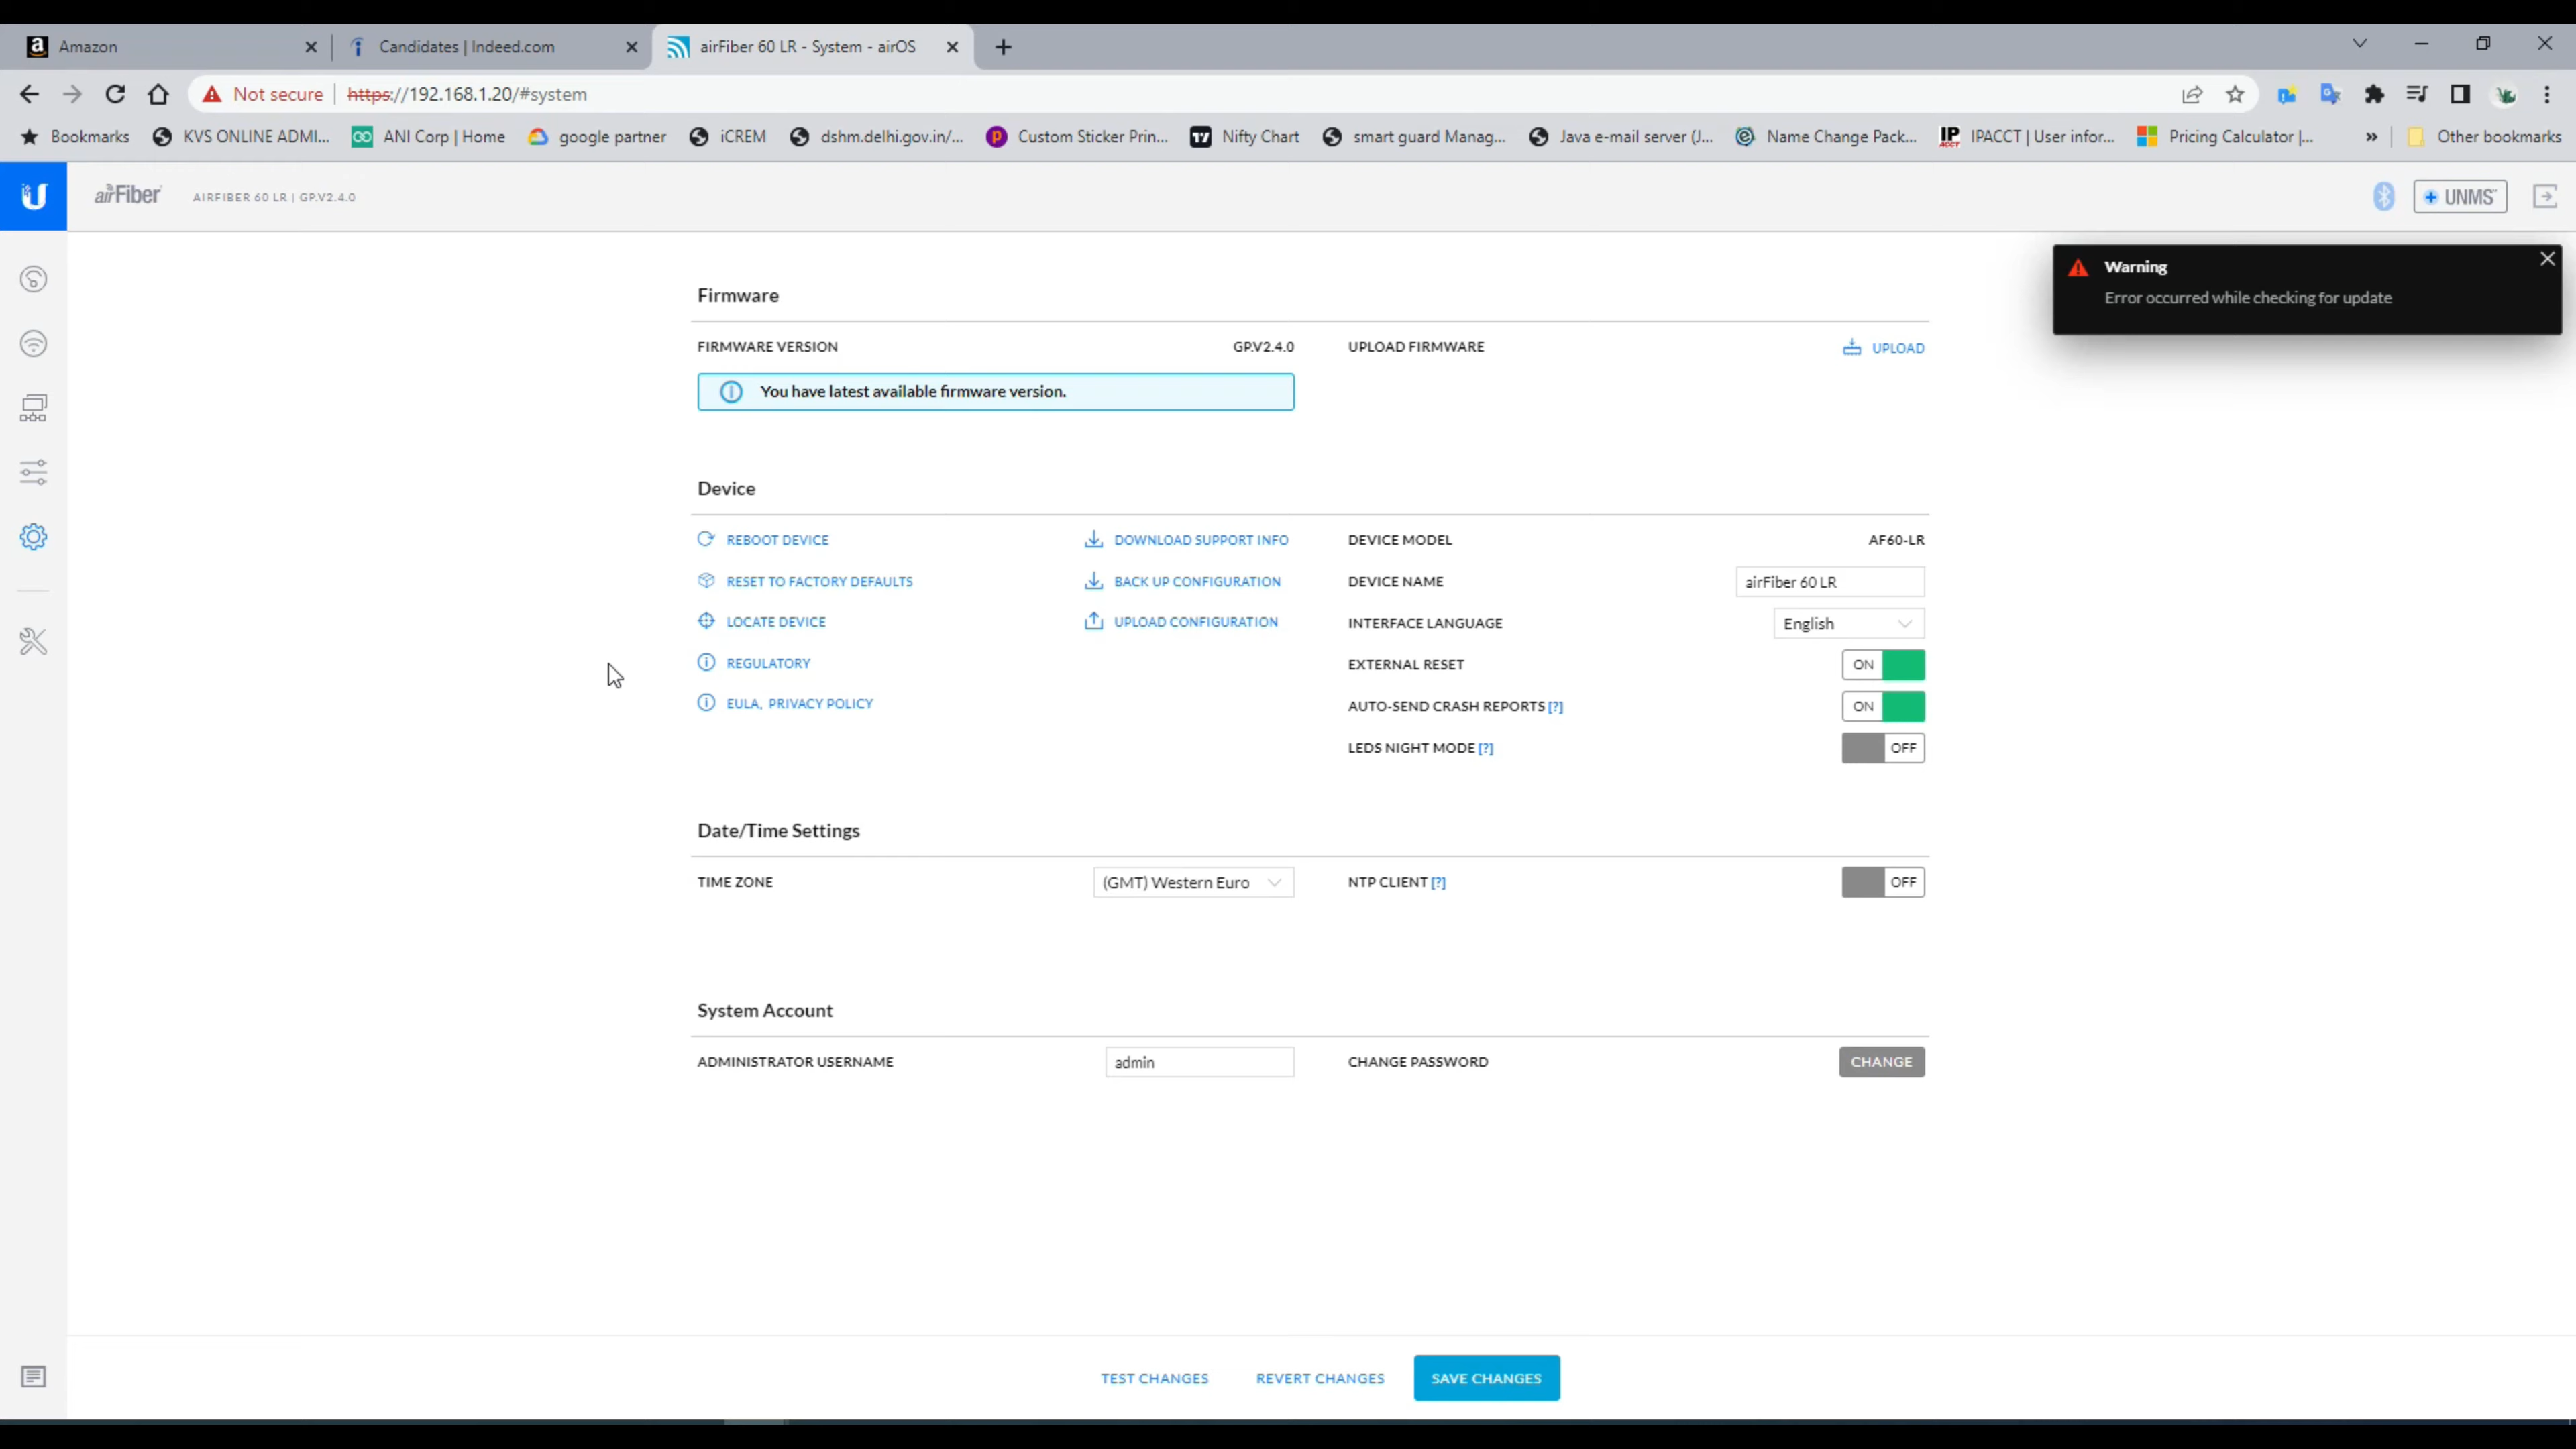 Amazon
Candidates | Indeed.com
airFiber 60 LR - System - airOS
Not secure
https://192.168.1.20/#system
Bookmarks
KVS ONLINE ADMI...
ANI Corp | Home
google partner
iCREM
dshm.delhi.gov.in/...
Custom Sticker Prin...
Nifty Chart
smart guard Manag...
Java e-mail server (J...
Name Change Pack...
IPACCT | User infor...
Pricing Calculator |...
Other bookmarks
airFiber
AIRFIBER 60 LR | GP.V2.4.0
UNMS
Warning
Error occurred while checking for update
Firmware
FIRMWARE VERSION
GP.V2.4.0
UPLOAD FIRMWARE
UPLOAD
You have latest available firmware version.
Device
REBOOT DEVICE
DOWNLOAD SUPPORT INFO
DEVICE MODEL
AF60-LR
RESET TO FACTORY DEFAULTS
BACK UP CONFIGURATION
DEVICE NAME
airFiber 60 LR
LOCATE DEVICE
UPLOAD CONFIGURATION
INTERFACE LANGUAGE
English
REGULATORY
EXTERNAL RESET
ON
EULA, PRIVACY POLICY
AUTO-SEND CRASH REPORTS [?]
ON
LEDS NIGHT MODE [?]
OFF
Date/Time Settings
TIME ZONE
(GMT) Western Euro
NTP CLIENT [?]
OFF
System Account
ADMINISTRATOR USERNAME
admin
CHANGE PASSWORD
CHANGE
TEST CHANGES
REVERT CHANGES
SAVE CHANGES